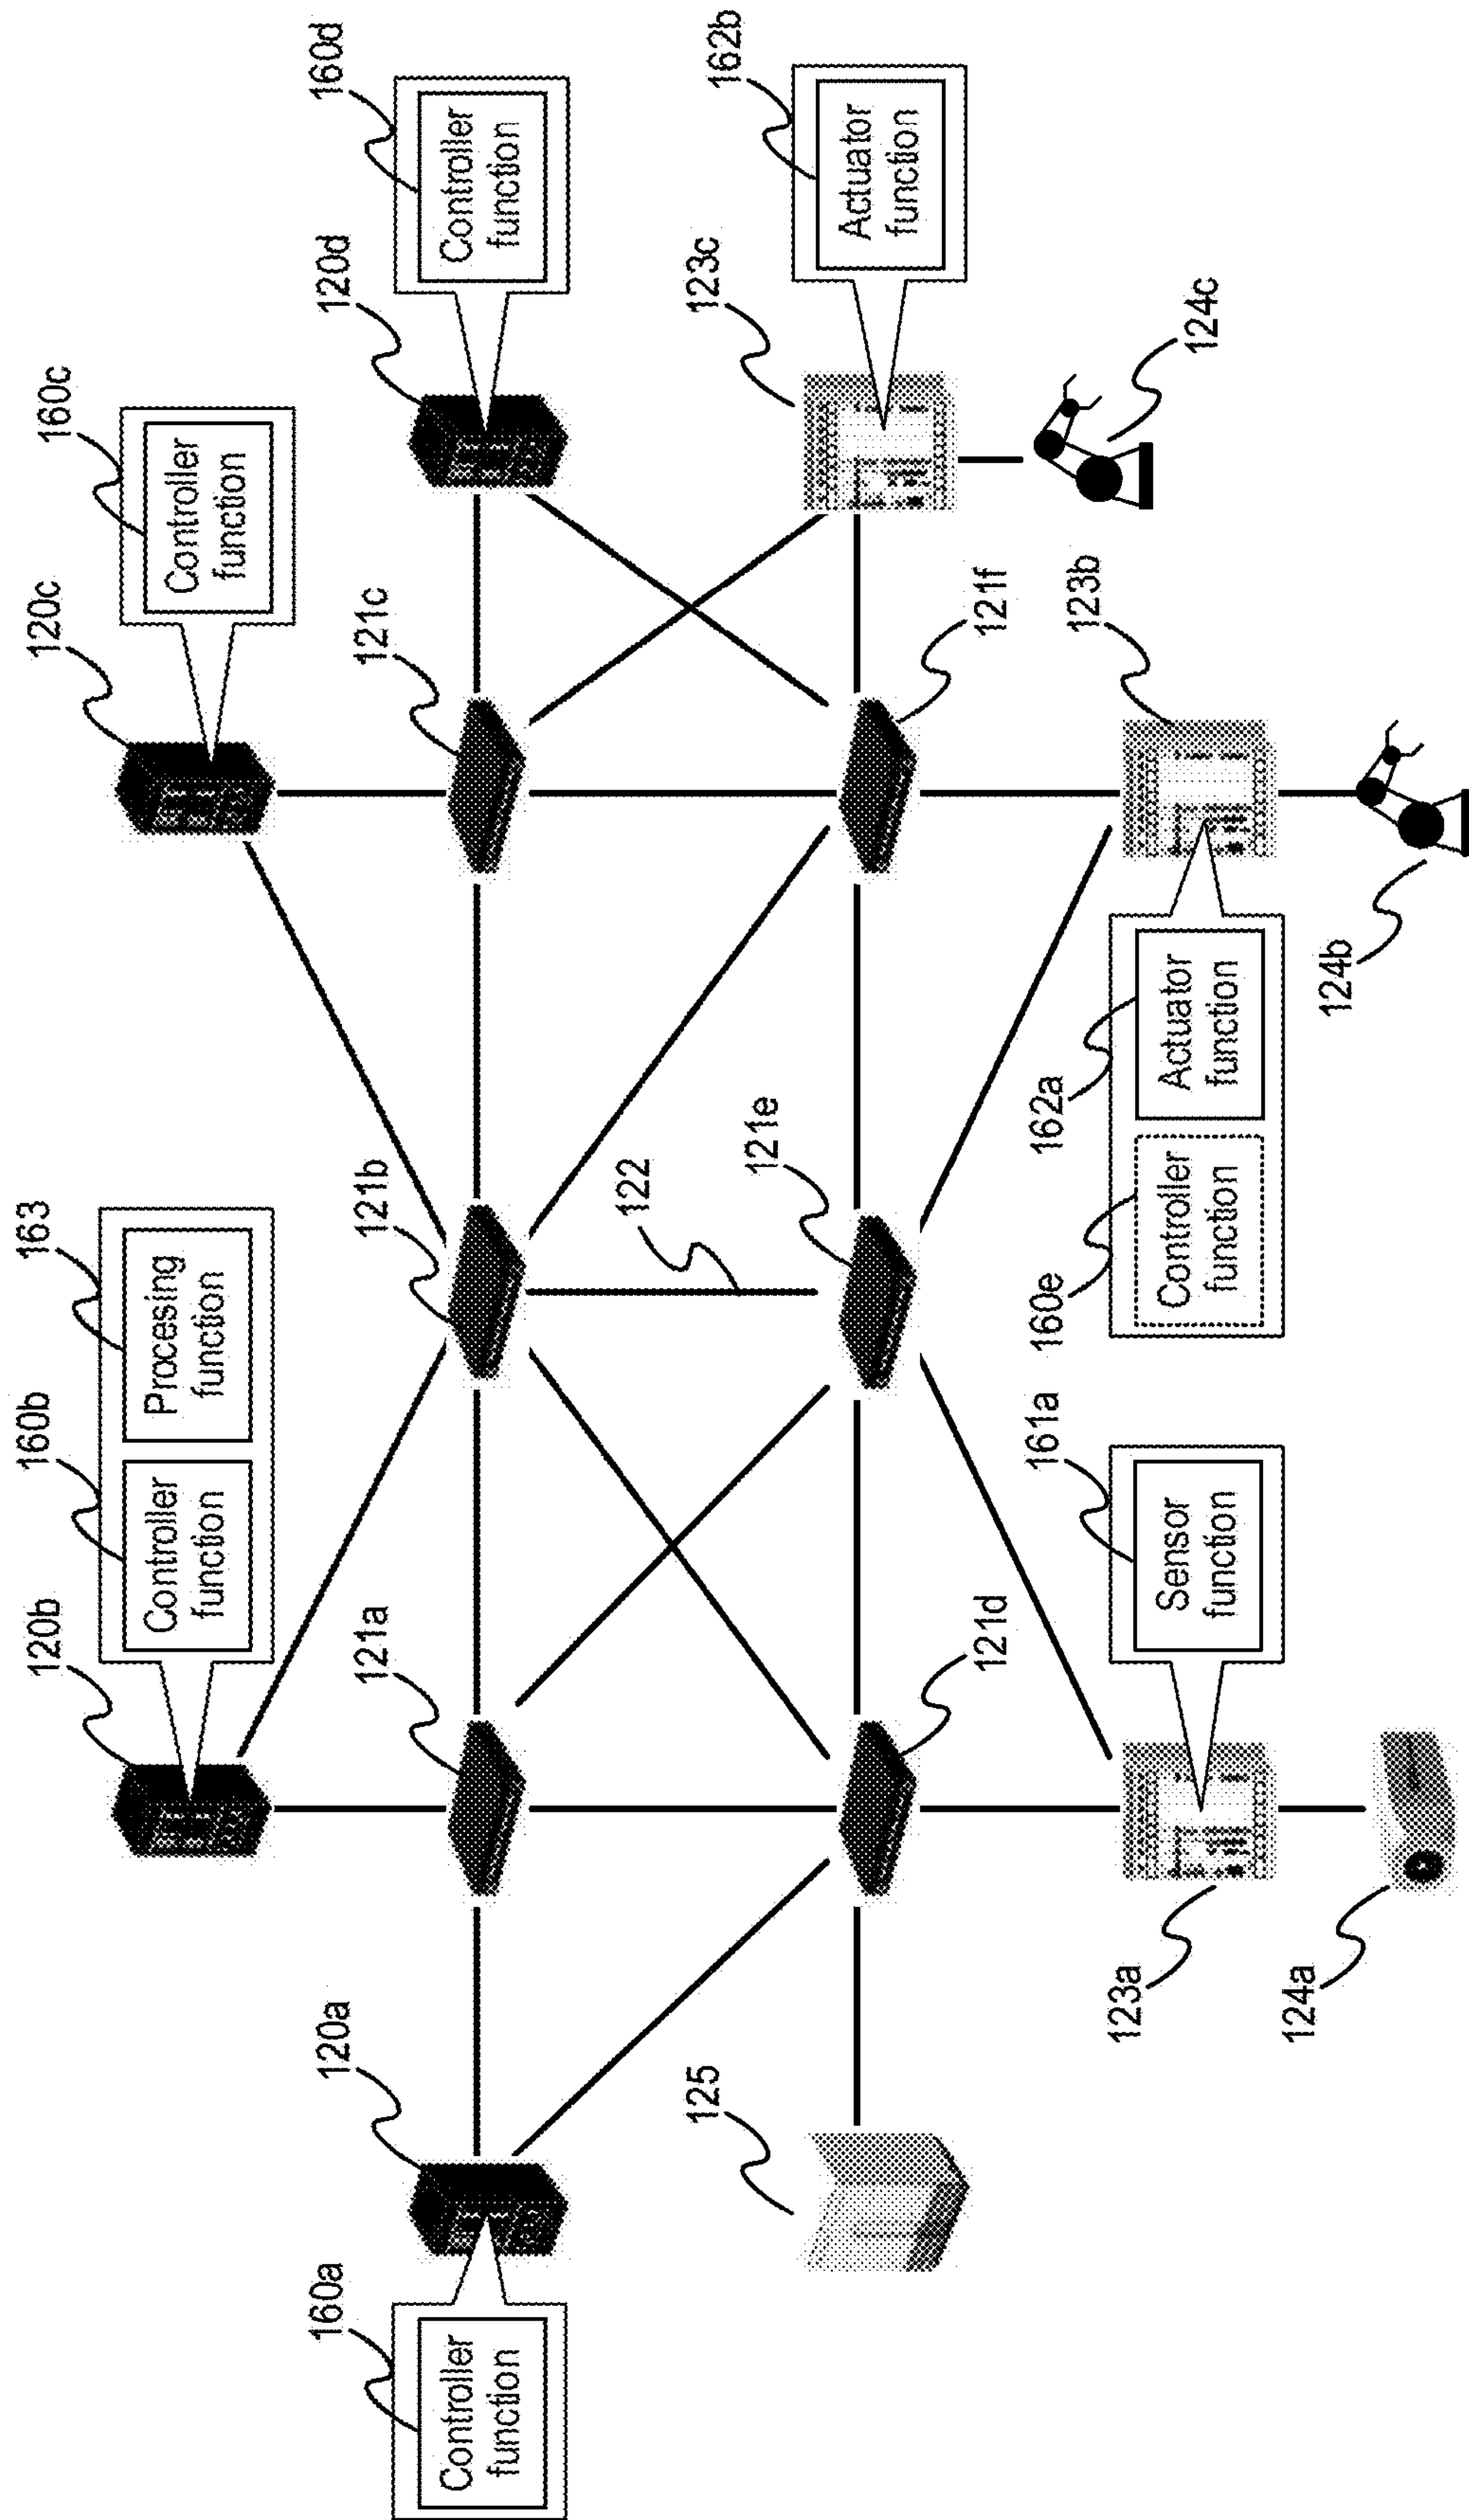 160c
Controller
function
120c
163
Procesing
function
160b
Controller
function
120b
160d
Controller
function
120d
121c
121b
121a
120a
160a
Controller
function
162b
Actuator
function
123c
122
125
124c
121f
121e
121d
123b
162a
Actuator
function
160e
Controller
function
161a
Sensor
function
123a
124b
124a